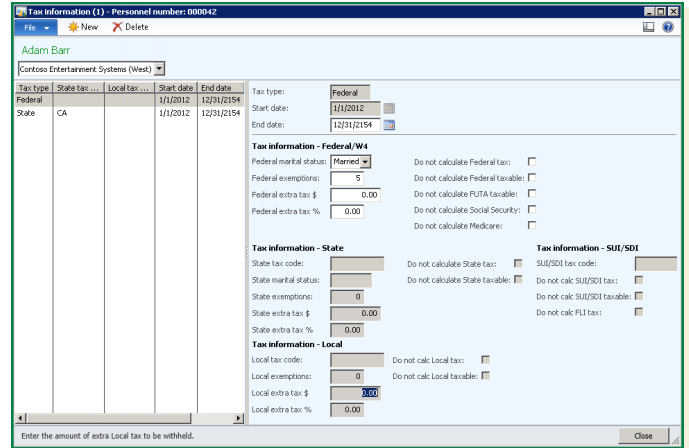 Tax information (1) - Personnel number: 000042
File New Delete
Adam Barr
Contoso Entertainment Systems (West)
Tax type State tax ... Local tax ... Start date End date
Federal 1/1/2012 12/31/2154
State CA 1/1/2012 12/31/2154
Tax type: Federal
Start date: 1/1/2012
End date: 12/31/2154
Tax information - Federal/W4
Federal marital status: Married Do not calculate Federal tax:
Federal exemptions: 5 Do not calculate Federal taxable:
Federal extra tax $ 0.00 Do not calculate FUTA taxable:
Federal extra tax % 0.00 Do not calculate Social Security:
Do not calculate Medicare:
Tax information - State Tax information - SUI/SDI
State tax code: Do not calculate State tax: SUI/SDI tax code:
State marital status: Do not calculate State taxable: Do not calc SUI/SDI tax:
State exemptions: 0 Do not calc SUI/SDI taxable:
State extra tax $ 0.00 Do not calc FLI tax:
State extra tax % 0.00
Tax information - Local
Local tax code: Do not calc Local tax:
Local exemptions: 0 Do not calc Local taxable:
Local extra tax $ 0.00
Local extra tax % 0.00
Enter the amount of extra Local tax to be withheld. Close